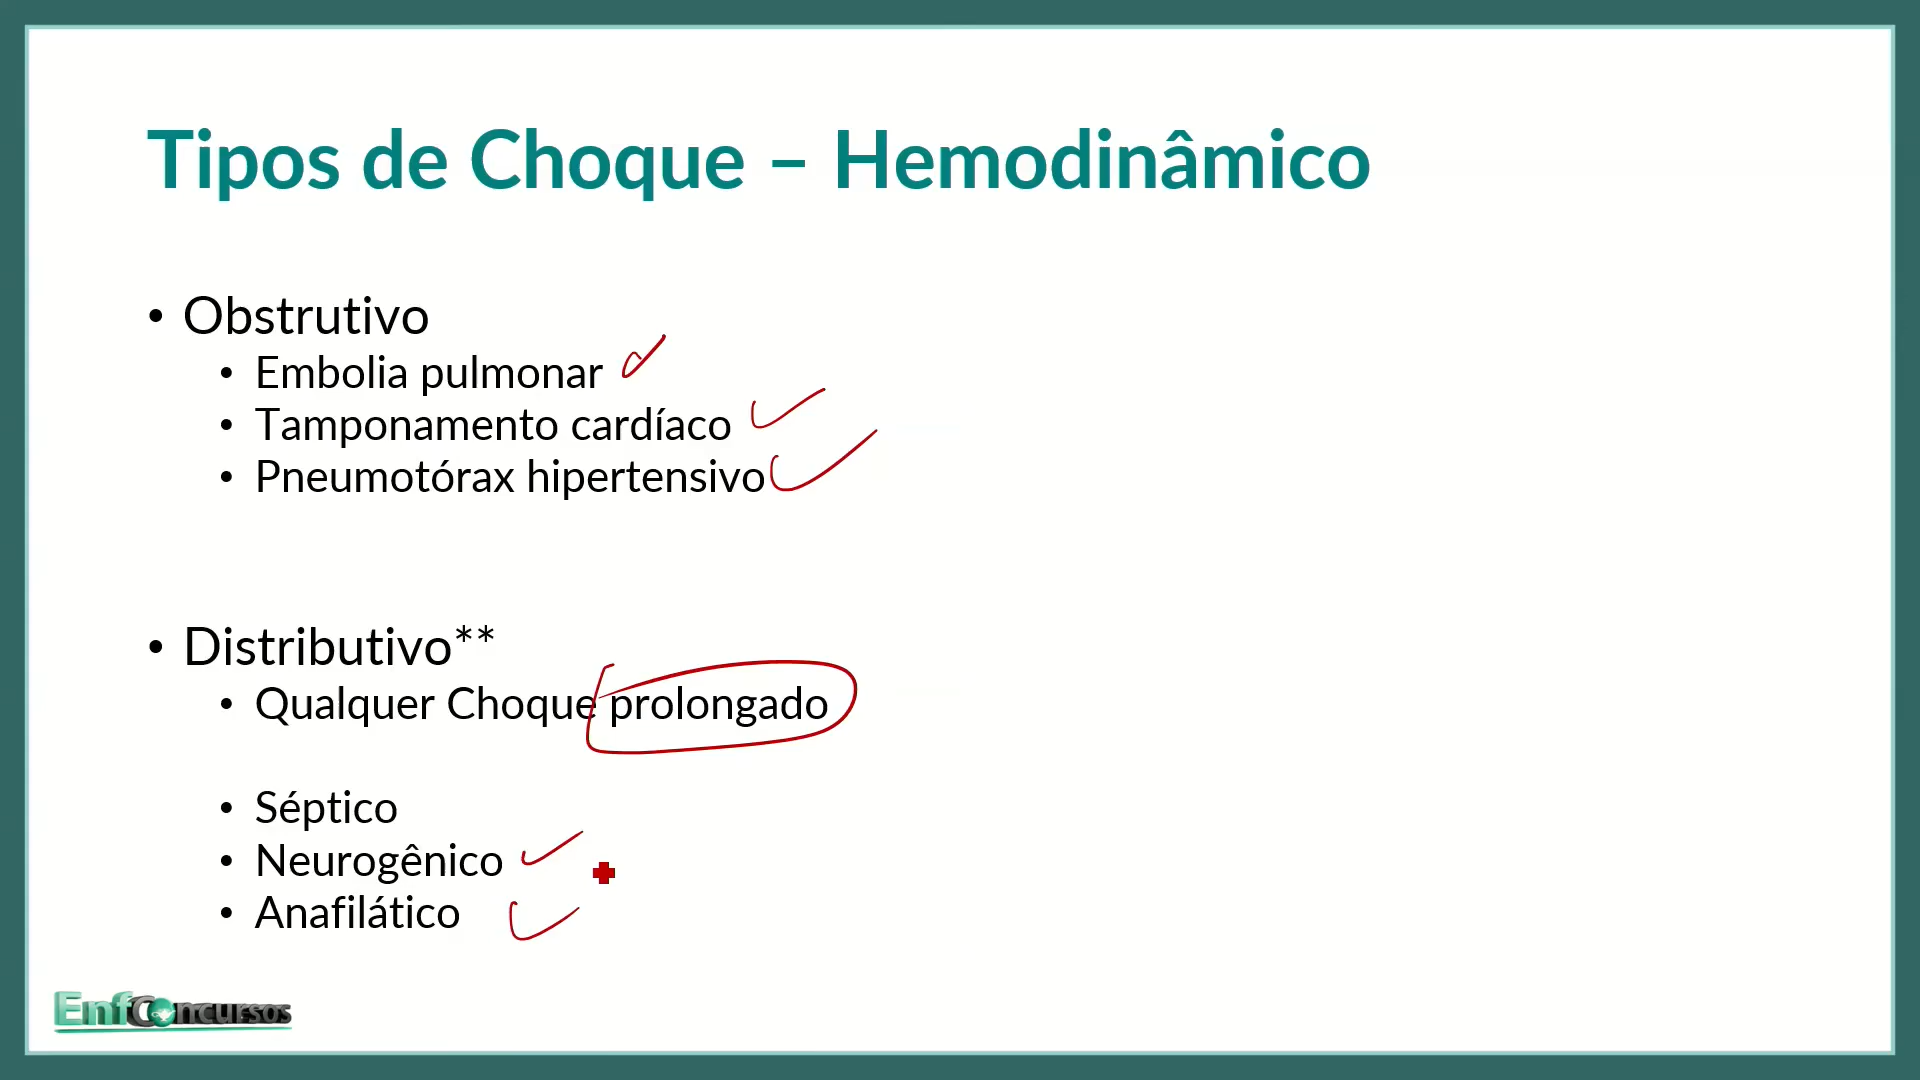 Tipos de Choque – Hemodinâmico
• Obstrutivo
• Embolia pulmonar
• Tamponamento cardíaco
• Pneumotórax hipertensivo
• Distributivo**
• Qualquer Choque prolongado
• Séptico
• Neurogênico
• Anafilático
EnfConcursos